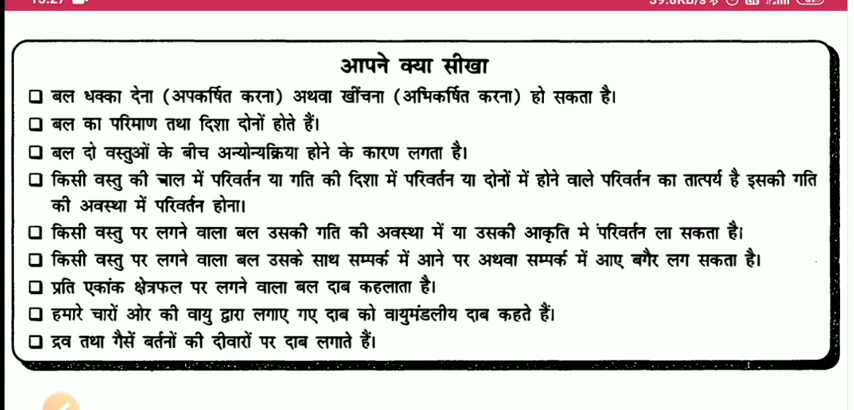 आपने क्या सीखा
❑ बल धक्का देना (अपकर्षित करना) अथवा खींचना (अभिकर्षित करना) हो सकता है।
❑ बल का परिमाण तथा दिशा दोनों होते हैं।
❑ बल दो वस्तुओं के बीच अन्योन्यक्रिया होने के कारण लगता है।
❑ किसी वस्तु की चाल में परिवर्तन या गति की दिशा में परिवर्तन या दोनों में होने वाले परिवर्तन का तात्पर्य है इसकी गति
की अवस्था में परिवर्तन होना।
❑ किसी वस्तु पर लगने वाला बल उसकी गति की अवस्था में या उसकी आकृति मे परिवर्तन ला सकता है।
❑ किसी वस्तु पर लगने वाला बल उसके साथ सम्पर्क में आने पर अथवा सम्पर्क में आए बगैर लग सकता है।
❑ प्रति एकांक क्षेत्रफल पर लगने वाला बल दाब कहलाता है।
❑ हमारे चारों ओर की वायु द्वारा लगाए गए दाब को वायुमंडलीय दाब कहते हैं।
❑ द्रव तथा गैसें बर्तनों की दीवारों पर दाब लगाते हैं।